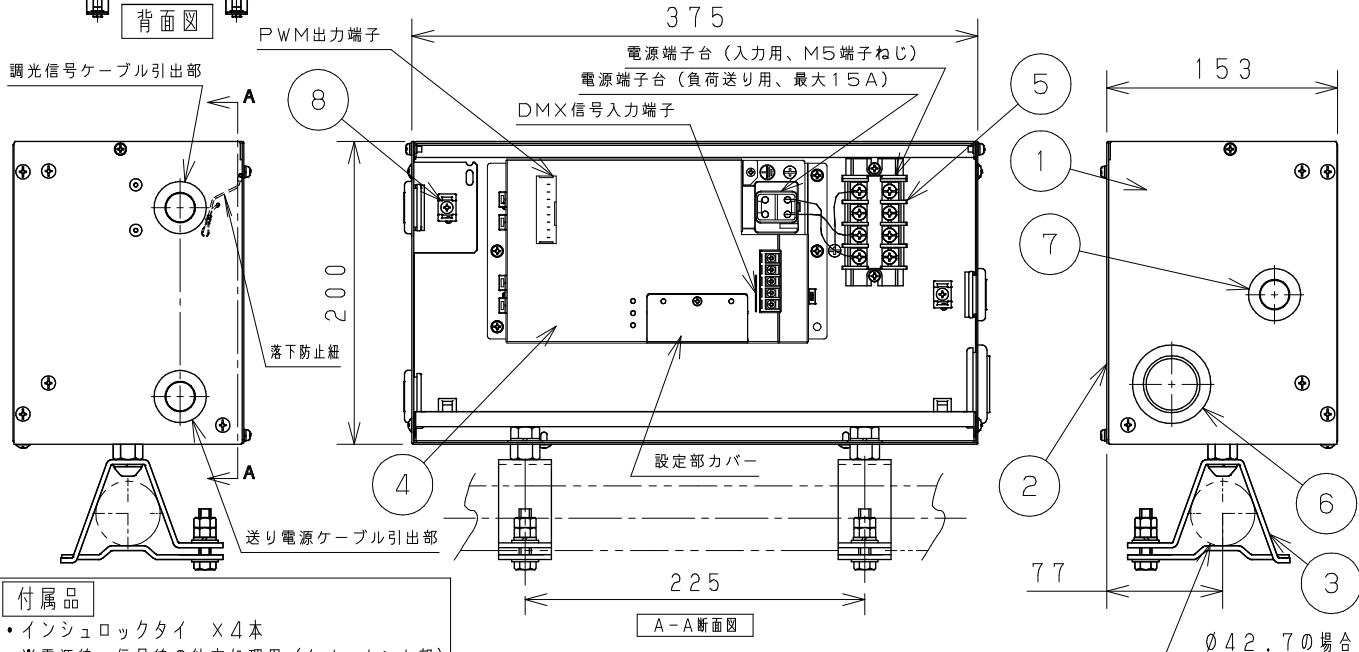 背面図
PWM出力端子
375
電源端子台(入力用、M5端子ねじ)
電源端子台(負荷送り用、最大15A)
DMX信号入力端子
調光信号ケーブル引出部
A
8
5
153
1
7
200
落下防止紐
A
4
設定部カバー
2
6
送り電源ケーブル引出部
3
77
225
A-A断面図
付属品
・インシュロックタイ ×4本
φ42.7の場合